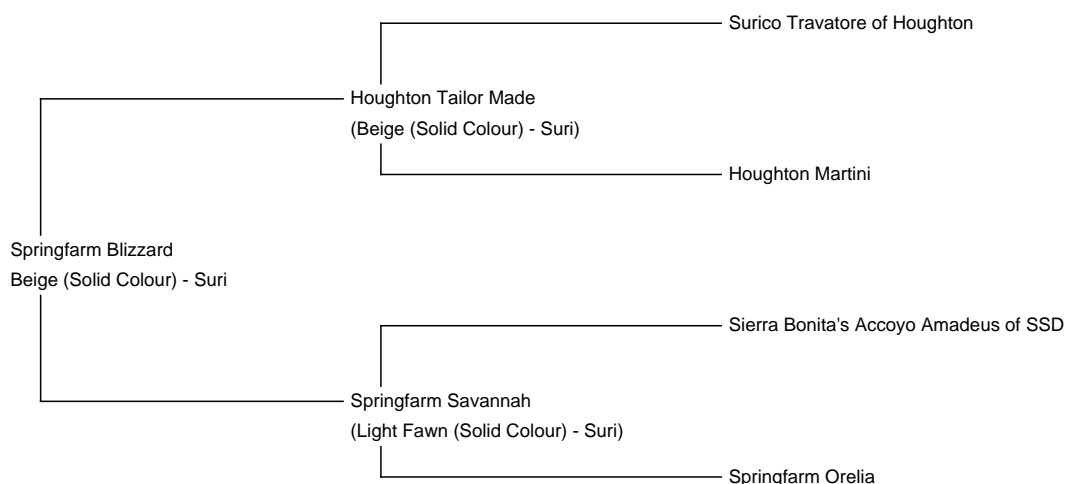 Surico Travatore of Houghton
Houghton Tailor Made
(Beige (Solid Colour) - Suri)
Houghton Martini
Springfarm Blizzard
Beige (Solid Colour) - Suri
Sierra Bonita's Accoyo Amadeus of SSD
Springfarm Savannah
(Light Fawn (Solid Colour) - Suri)
Springfarm Orelia